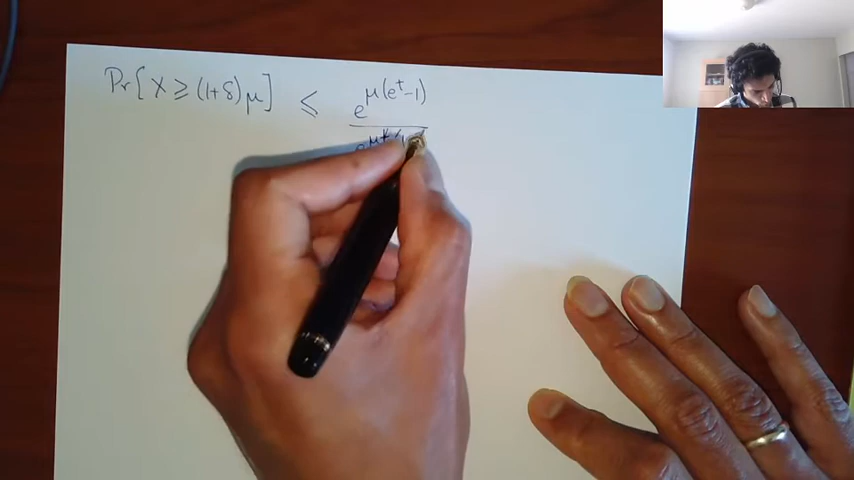 Pr[X ≥ (1+δ)μ] ≤ e^{μ(e^t-1)}